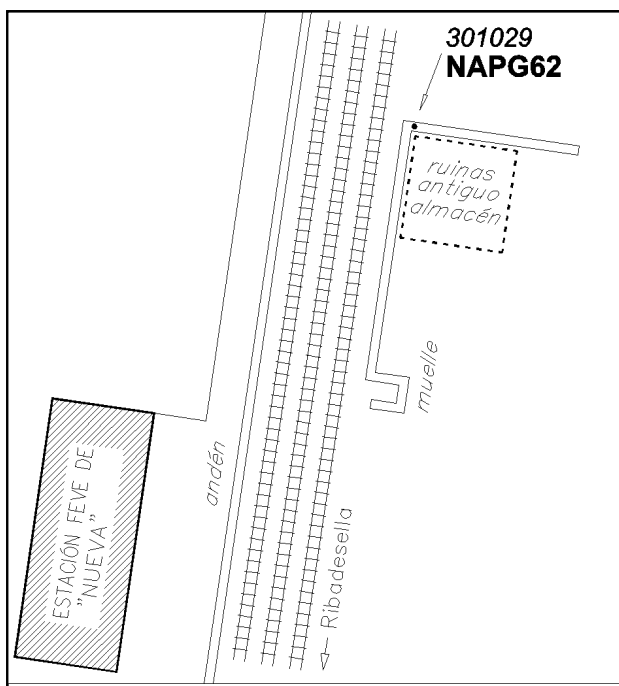 301029
NAPG62
ruinas
antiguo
almacén
muelle
andén
ESTACIÓN FEVE DE
"NUEVA"
Ribadesella